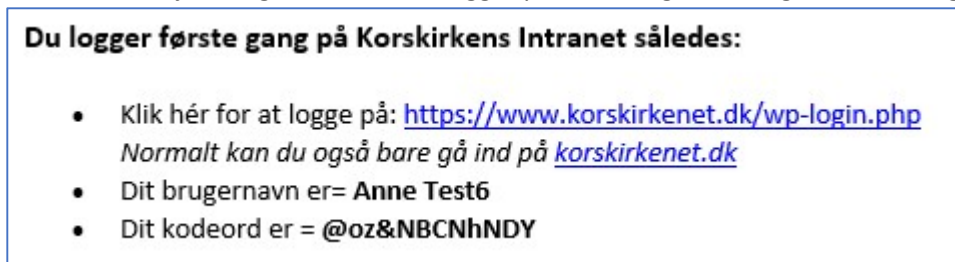 Du logger første gang på Korskirkens Intranet således:
• Klik hér for at logge på: https://www.korskirkenet.dk/wp-login.php
Normalt kan du også bare gå ind på korskirkenet.dk
• Dit brugernavn er= Anne Test6
• Dit kodeord er = @oz&NBCNhNDY